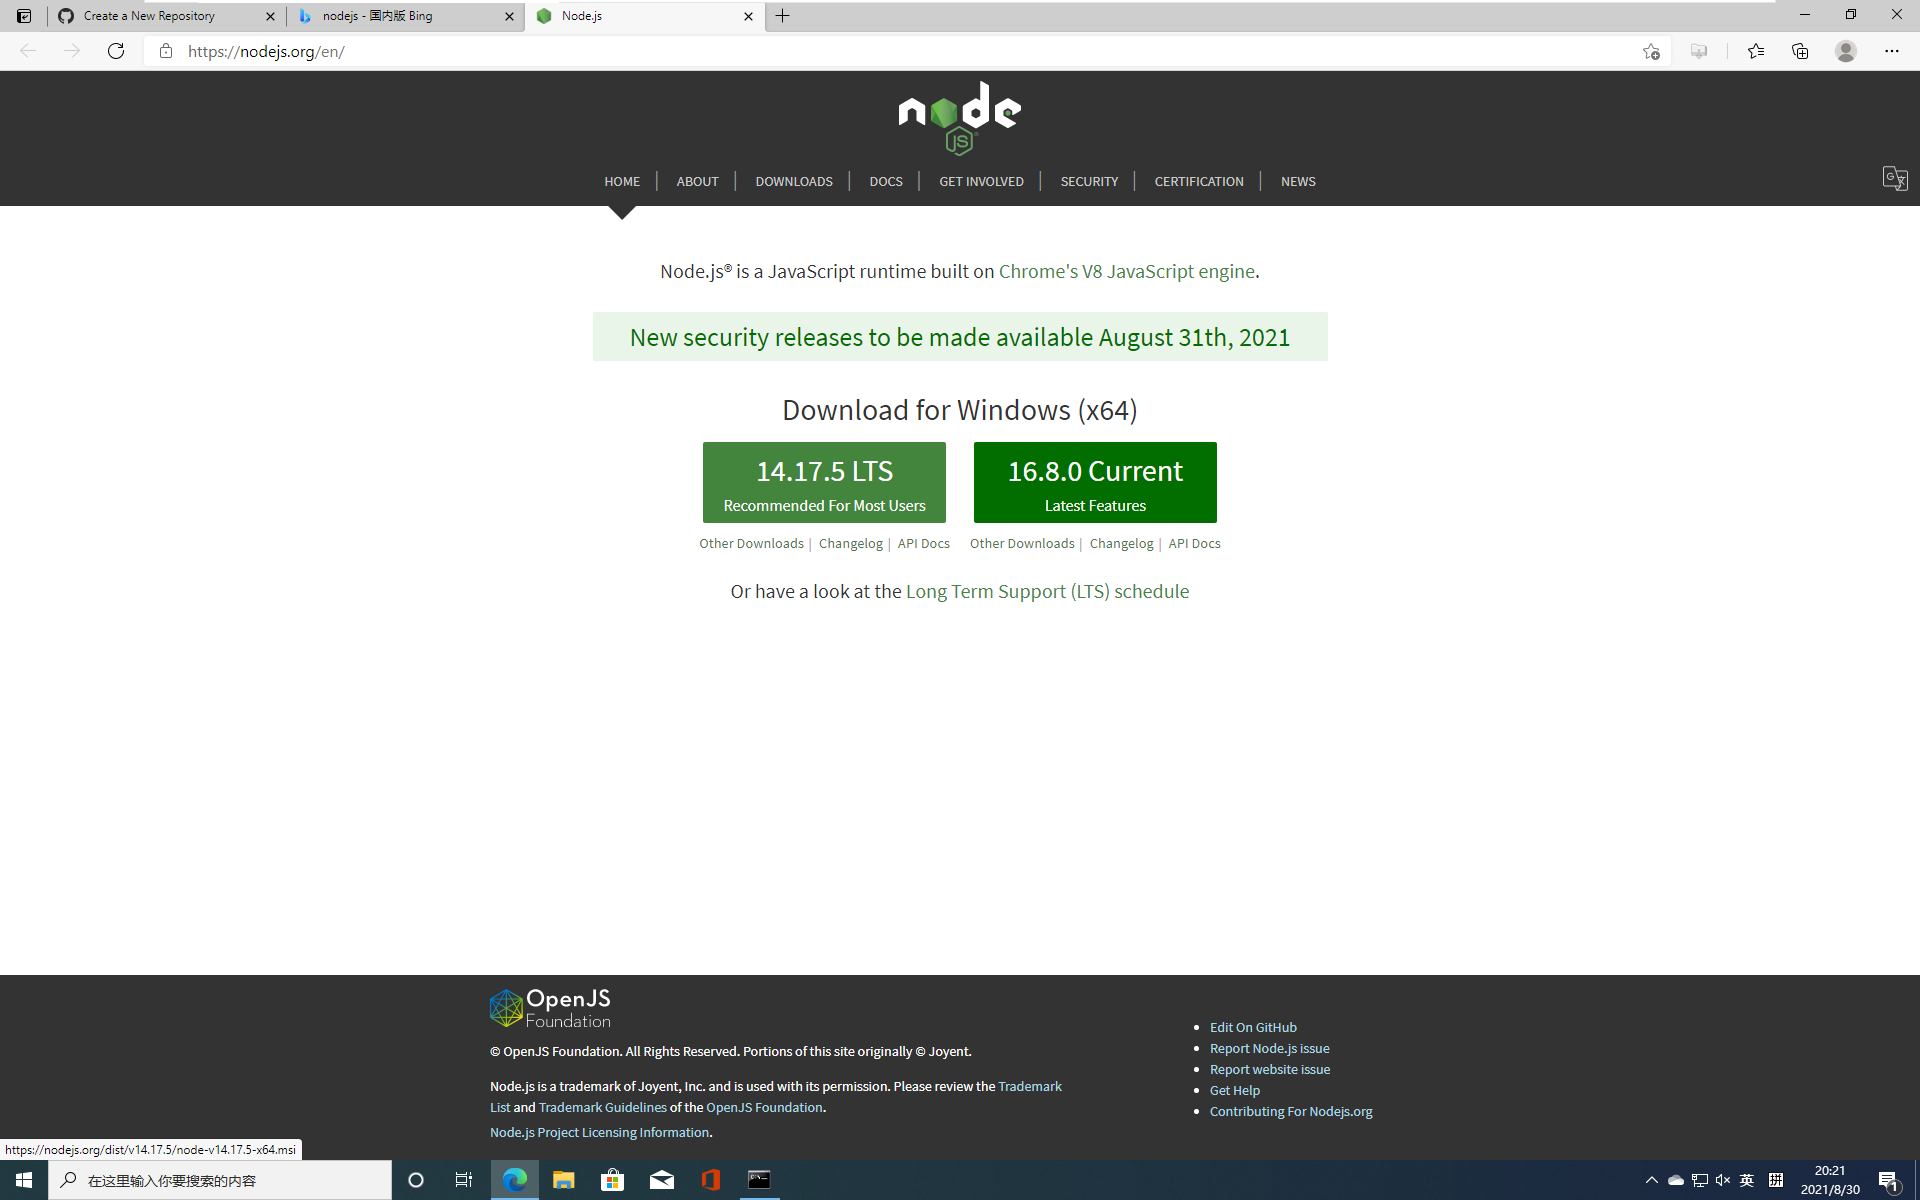 Create a New Repository
nodejs - 国内版 Bing
Node.js
https://nodejs.org/en/
node
JS
HOME
ABOUT
DOWNLOADS
DOCS
GET INVOLVED
SECURITY
CERTIFICATION
NEWS
Node.js® is a JavaScript runtime built on Chrome's V8 JavaScript engine.
New security releases to be made available August 31th, 2021
Download for Windows (x64)
14.17.5 LTS
Recommended For Most Users
16.8.0 Current
Latest Features
Other Downloads | Changelog | API Docs
Other Downloads | Changelog | API Docs
Or have a look at the Long Term Support (LTS) schedule
OpenJS
Foundation
© OpenJS Foundation. All Rights Reserved. Portions of this site originally © Joyent.
Node.js is a trademark of Joyent, Inc. and is used with its permission. Please review the Trademark
List and Trademark Guidelines of the OpenJS Foundation.
Node.js Project Licensing Information.
Edit On GitHub
Report Node.js issue
Report website issue
Get Help
Contributing For Nodejs.org
https://nodejs.org/dist/v14.17.5/node-v14.17.5-x64.msi
在这里输入你要搜索的内容
英
拼
20:21
2021/8/30
1